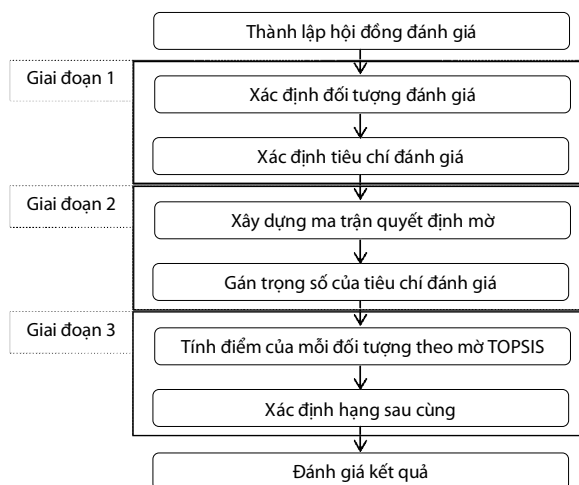 Thành lập hội đồng đánh giá
Giai đoạn 1
Xác định đối tượng đánh giá
Xác định tiêu chí đánh giá
Giai đoạn 2
Xây dựng ma trận quyết định mờ
Gán trọng số của tiêu chí đánh giá
Giai đoạn 3
Tính điểm của mỗi đối tượng theo mờ TOPSIS
Xác định hạng sau cùng
Đánh giá kết quả